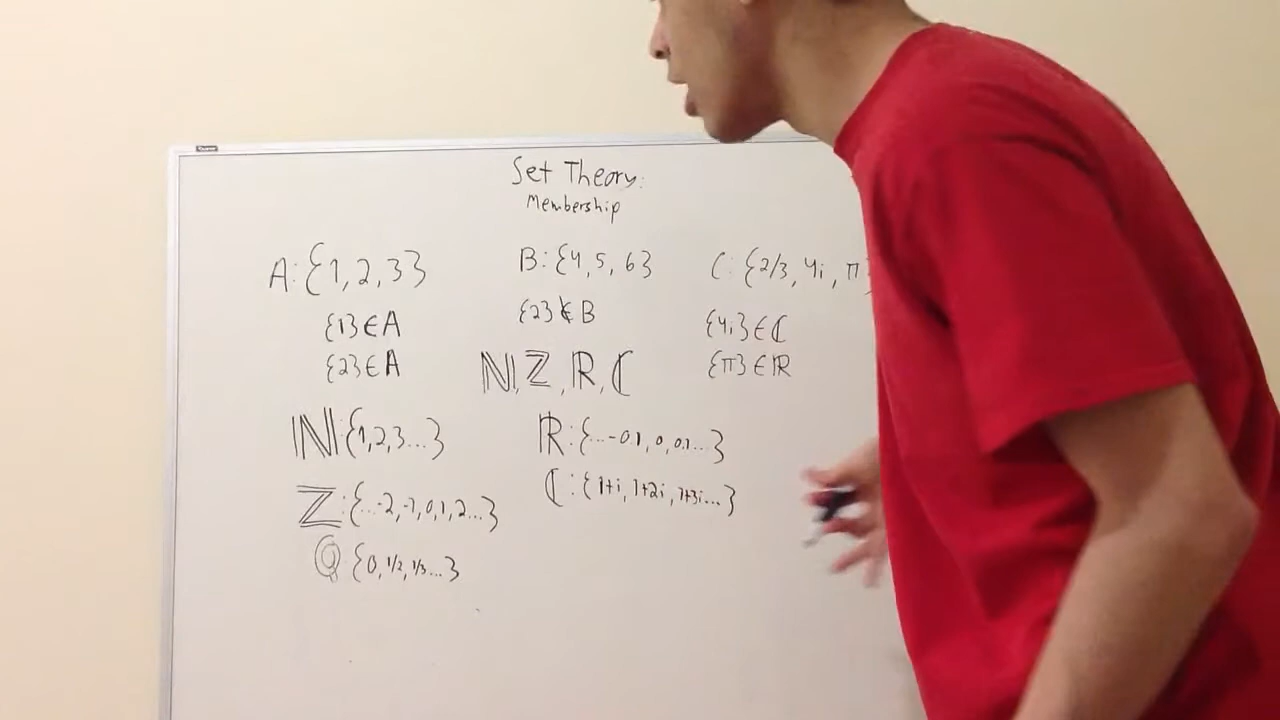 Set Theory:
Membership
A: {1, 2, 3} B: {4, 5, 6} C: {2/3, 4i, π
{1} ∈ A {2} ∉ B {4i} ∈ ℂ
{2} ∈ A ℕ, ℤ, ℝ, ℂ {π} ∈ ℝ
ℕ: {1, 2, 3...} ℝ: {...-0.1, 0, 0.1...}
ℤ: {...-2, -1, 0, 1, 2...} ℂ: {1+i, 1+2i, 1+3i...}
ℚ {0, 1/2, 1/3...}